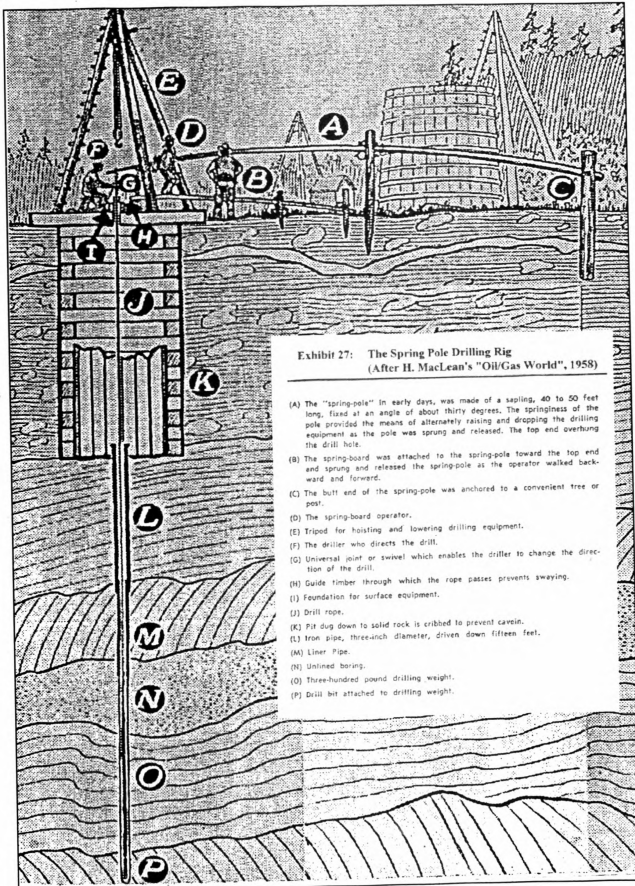 E
F
D
A
G
B
C
I
H
J
K
L
M
N
O
P
Exhibit 27: The Spring Pole Drilling Rig
(After H. MacLean's "Oil/Gas World", 1958)
(A) The "spring-pole" in early days, was made of a sapling, 40 to 50 feet
long, fixed at an angle of about thirty degrees. The springiness of the
pole provided the means of alternately raising and dropping the drilling
equipment as the pole was sprung and released. The top end overhung
the drill hole.
(B) The spring-board was attached to the spring-pole toward the top end
and sprung and released the spring-pole as the operator walked back-
ward and forward.
(C) The butt end of the spring-pole was anchored to a convenient tree or
post.
(D) The spring-board operator.
(E) Tripod for hoisting and lowering drilling equipment.
(F) The driller who directs the drill.
(G) Universal joint or swivel which enables the driller to change the direc-
tion of the drill.
(H) Guide timber through which the rope passes prevents swaying.
(I) Foundation for surface equipment.
(J) Drill rope.
(K) Pit dug down to solid rock is cribbed to prevent cavein.
(L) Iron pipe, three-inch diameter, driven down fifteen feet.
(M) Liner Pipe.
(N) Unlined boring.
(O) Three-hundred pound drilling weight.
(P) Drill bit attached to drilling weight.